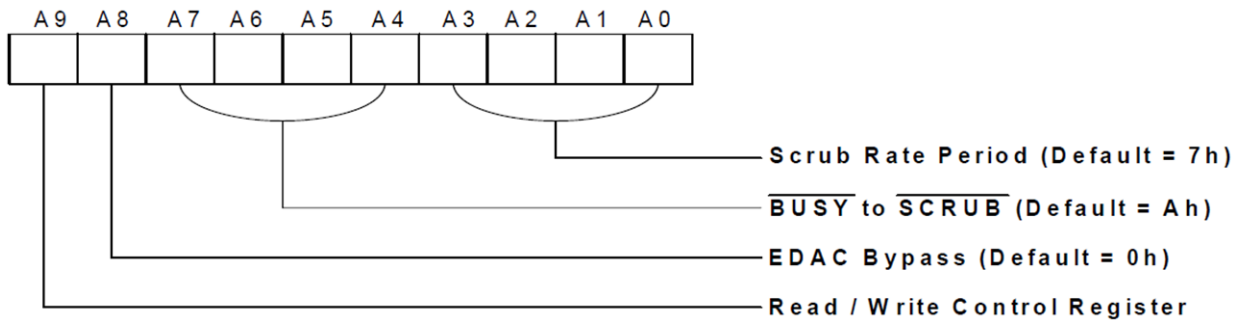 A9 A8 A7 A6 A5 A4 A3 A2 A1 A0
Scrub Rate Period (Default = 7h)
BUSY to SCRUB (Default = Ah)
EDAC Bypass (Default = 0h)
Read / Write Control Register